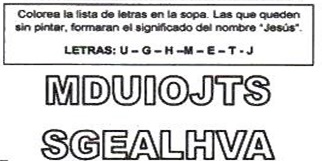 Colorea la lista de letras en la sopa. Las que queden
sin pintar, formaran el significado del nombre "Jesús".
LETRAS: U – G – H –M – E – T - J
MDUIOJTS
SGEALHVA